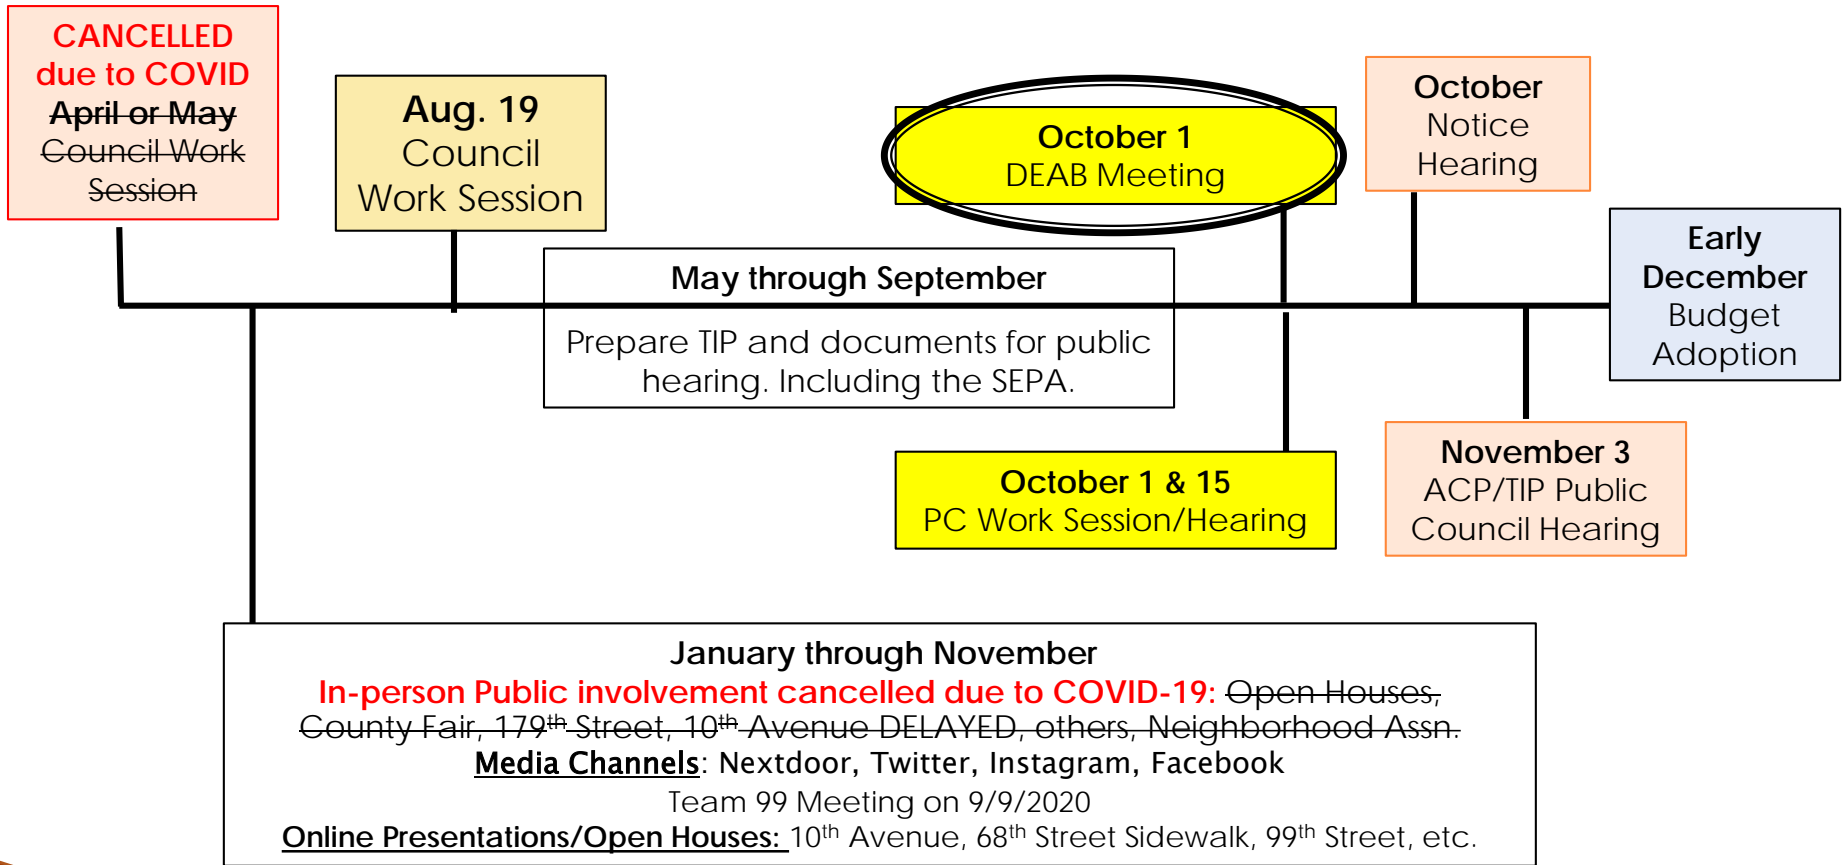 CANCELLED
due to COVID
April or May
Council Work
Session
Aug. 19
Council
Work Session
October 1
DEAB Meeting
October
Notice
Hearing
Early
December
Budget
Adoption
May through September
Prepare TIP and documents for public
hearing. Including the SEPA.
October 1 & 15
PC Work Session/Hearing
November 3
ACP/TIP Public
Council Hearing
January through November
In-person Public involvement cancelled due to COVID-19: Open Houses,
County Fair, 179th Street, 10th Avenue DELAYED, others, Neighborhood Assn.
Media Channels: Nextdoor, Twitter, Instagram, Facebook
Team 99 Meeting on 9/9/2020
Online Presentations/Open Houses: 10th Avenue, 68th Street Sidewalk, 99th Street, etc.